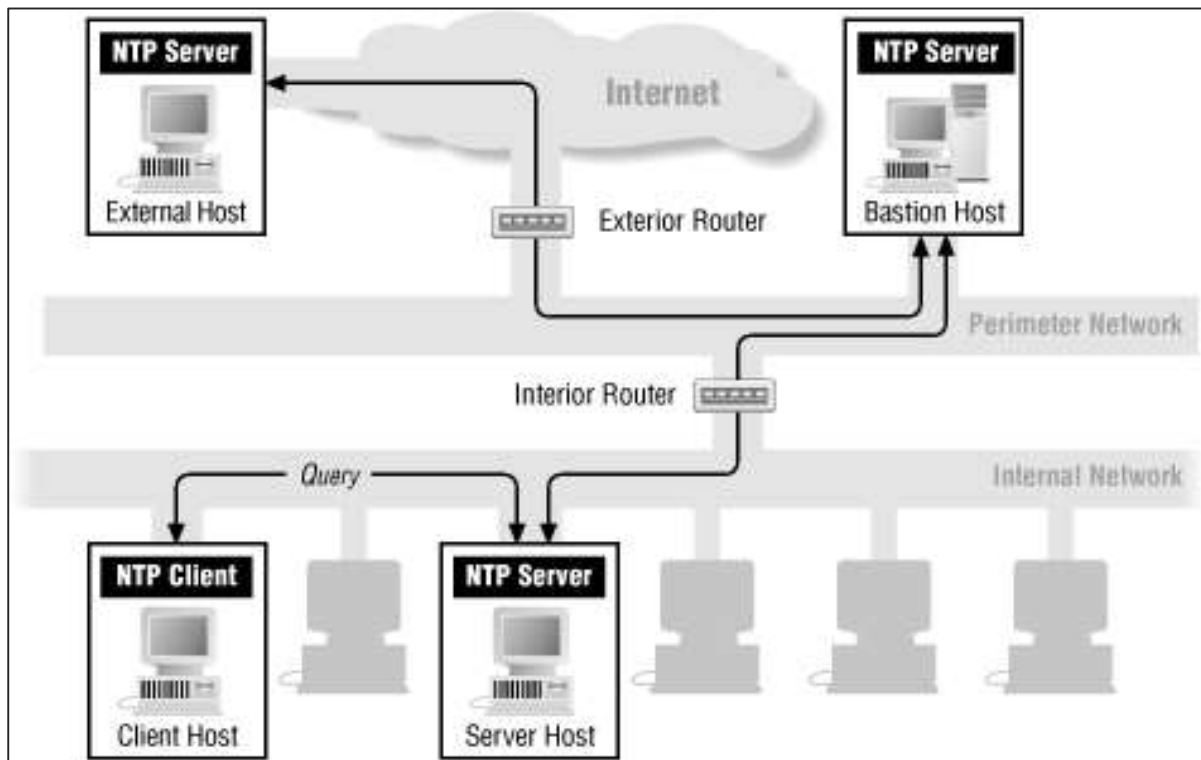 NTP Server
External Host
Internet
NTP Server
Bastion Host
Exterior Router
Perimeter Network
Interior Router
Query
Internal Network
NTP Client
Client Host
NTP Server
Server Host